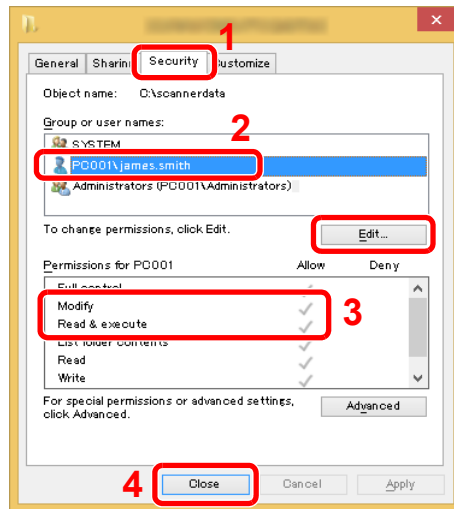 1
General Sharing Security Customize
Object name: C:\scannerdata
Group or user names:
2
SYSTEM
PC001\james.smith
Administrators (PC001\Administrators)
To change permissions, click Edit.
Edit...
Permissions for PC001 Allow Deny
Full control
Modify
3
Read & execute
List folder contents
Read
Write
For special permissions or advanced settings,
click Advanced.
Advanced
4
Close Cancel Apply